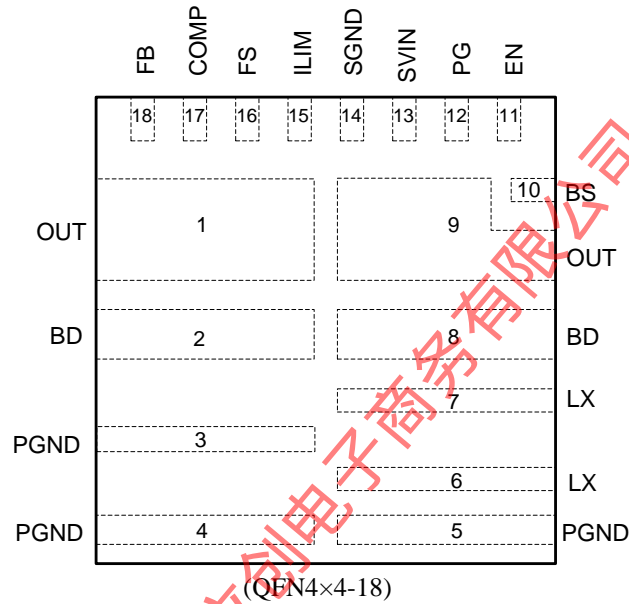 FB COMP FS ILIM SGND SVIN PG EN
18 17 16 15 14 13 12 11
10 BS
OUT 1 9
OUT
BD 2 8 BD
7 LX
PGND 3
6 LX
PGND 4 5 PGND
(QFN4×4-18)
创电子商务有限公司